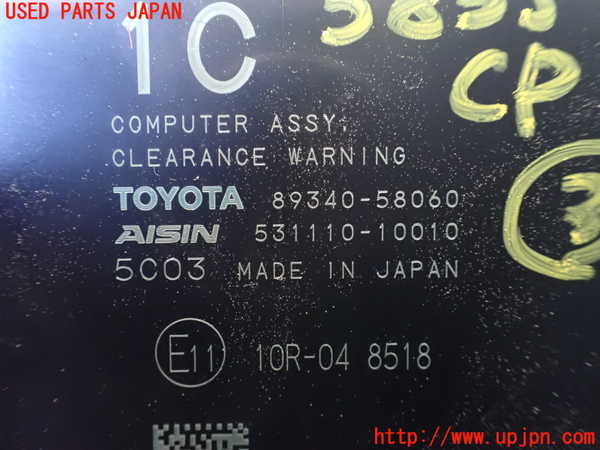 USED PARTS JAPAN
1C
COMPUTER ASSY,
CLEARANCE WARNING
TOYOTA 89340-58060
AISIN 531110-10010
5C03 MADE IN JAPAN
E11 10R-04 8518
CP
3
http://www.upjpn.com/